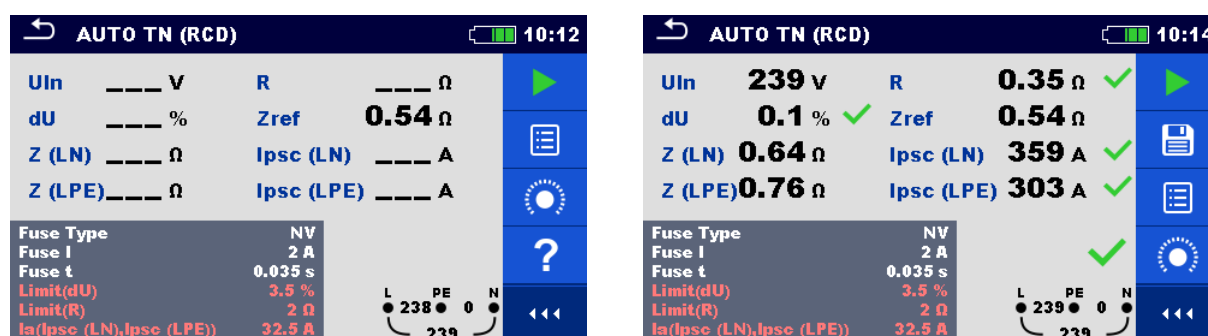 AUTO TN (RCD) 10:12
Uln ___ V R ___ Ω
dU ___ % Zref 0.54 Ω
Z (LN) ___ Ω Ipsc (LN) ___ A
Z (LPE) ___ Ω Ipsc (LPE) ___ A
Fuse Type NV
Fuse I 2 A
Fuse t 0.035 s
Limit(dU) 3.5 %
Limit(R) 2 Ω
Ia(Ipsc (LN),Ipsc (LPE)) 32.5 A
L PE N
238 0
239
?
AUTO TN (RCD) 10:14
Uln 239 V R 0.35 Ω
dU 0.1 % Zref 0.54 Ω
Z (LN) 0.64 Ω Ipsc (LN) 359 A
Z (LPE) 0.76 Ω Ipsc (LPE) 303 A
Fuse Type NV
Fuse I 2 A
Fuse t 0.035 s
Limit(dU) 3.5 %
Limit(R) 2 Ω
Ia(Ipsc (LN),Ipsc (LPE)) 32.5 A
L PE N
239 0
239